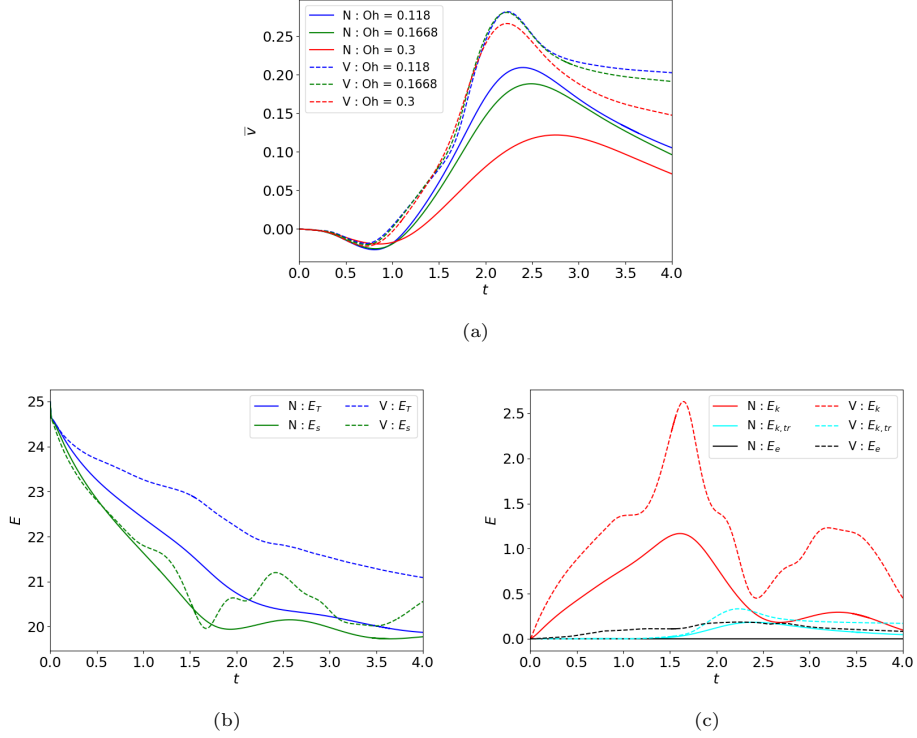 N : Oh = 0.118
N : Oh = 0.1668
N : Oh = 0.3
V : Oh = 0.118
V : Oh = 0.1668
V : Oh = 0.3
0.25
0.20
0.15
0.10
0.05
0.00
v̅
0.0 0.5 1.0 1.5 2.0 2.5 3.0 3.5 4.0
t
(a)
25
24
23
22
21
20
E
N : E_T V : E_T
N : E_s V : E_s
0.0 0.5 1.0 1.5 2.0 2.5 3.0 3.5 4.0
t
(b)
2.5
2.0
1.5
1.0
0.5
0.0
E
N : E_k V : E_k
N : E_{k,tr} V : E_{k,tr}
N : E_e V : E_e
0.0 0.5 1.0 1.5 2.0 2.5 3.0 3.5 4.0
t
(c)